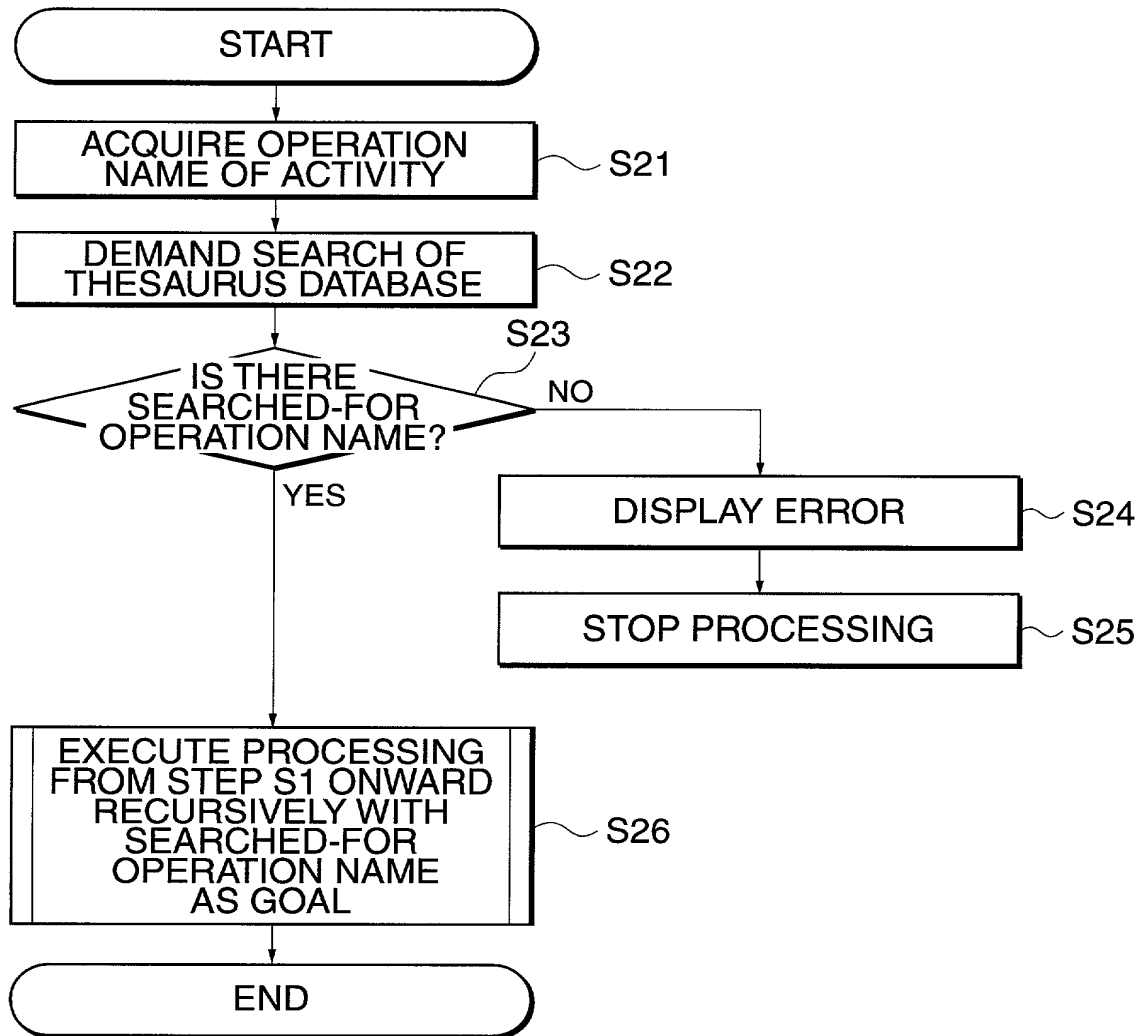 START
ACQUIRE OPERATION
NAME OF ACTIVITY
S21
DEMAND SEARCH OF
THESAURUS DATABASE
S22
S23
IS THERE
SEARCHED-FOR
OPERATION NAME?
NO
YES
DISPLAY ERROR
S24
STOP PROCESSING
S25
EXECUTE PROCESSING
FROM STEP S1 ONWARD
RECURSIVELY WITH
SEARCHED-FOR
OPERATION NAME
AS GOAL
S26
END